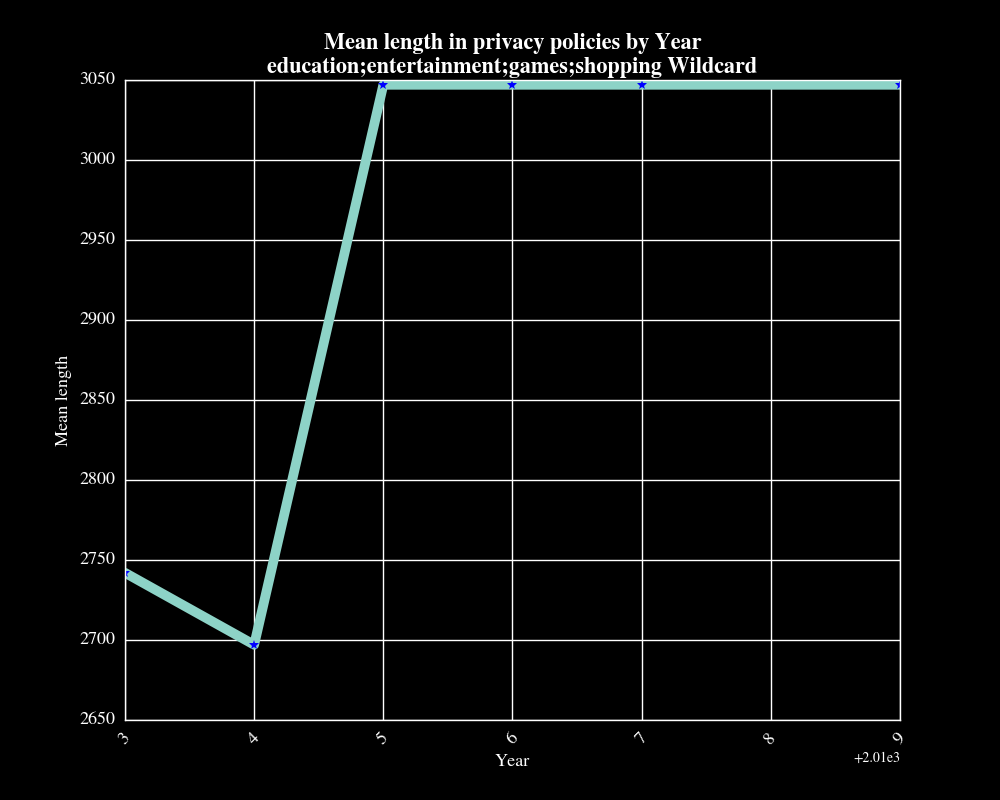 Mean length in privacy policies by Year
education;entertainment;games;shopping Wildcard
3050
3000
2950
2900
2850
2800
2750
2700
2650
Mean length
3 4 5 6 7 8 9
Year
+2.01e3